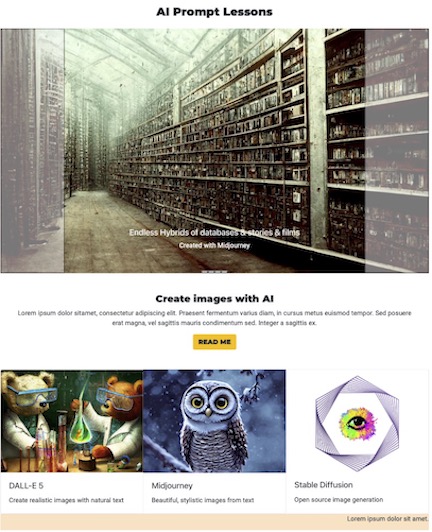 AI Prompt Lessons
Endless Hybrids of databases & stories & films
Created with Midjourney
Create images with AI
Lorem ipsum dolor sitamet, consectetur adipiscing elit. Praesent fermentum varius diam, in cursus metus euismod tempor. Sed posuere
erat magna, vel sagittis mauris condimentum sed. Integer a sagittis ex.
READ ME
DALL-E 5
Create realistic images with natural text
Midjourney
Beautiful, stylistic images from text
Stable Diffusion
Open source image generation
Lorem ipsum dolor sit amet.